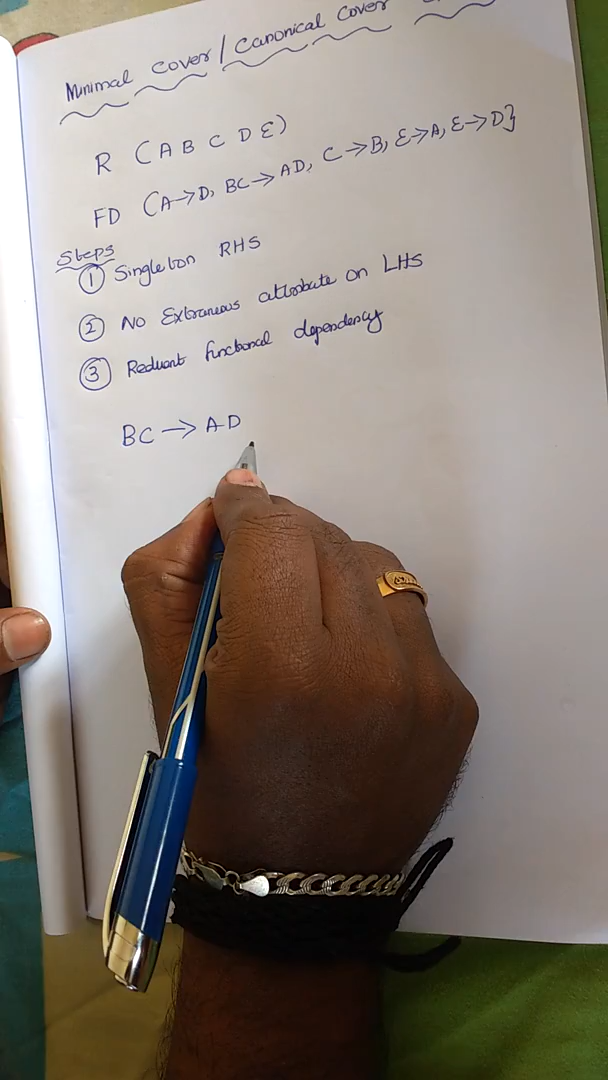 Minimal Cover / Canonical Cover
R (A B C D E)
FD (A→D, BC→AD, C→B, E→A, E→D}
Steps
① Singleton RHS
② No Extraneous attribute on LHS
③ Reduant functional dependency
BC → AD